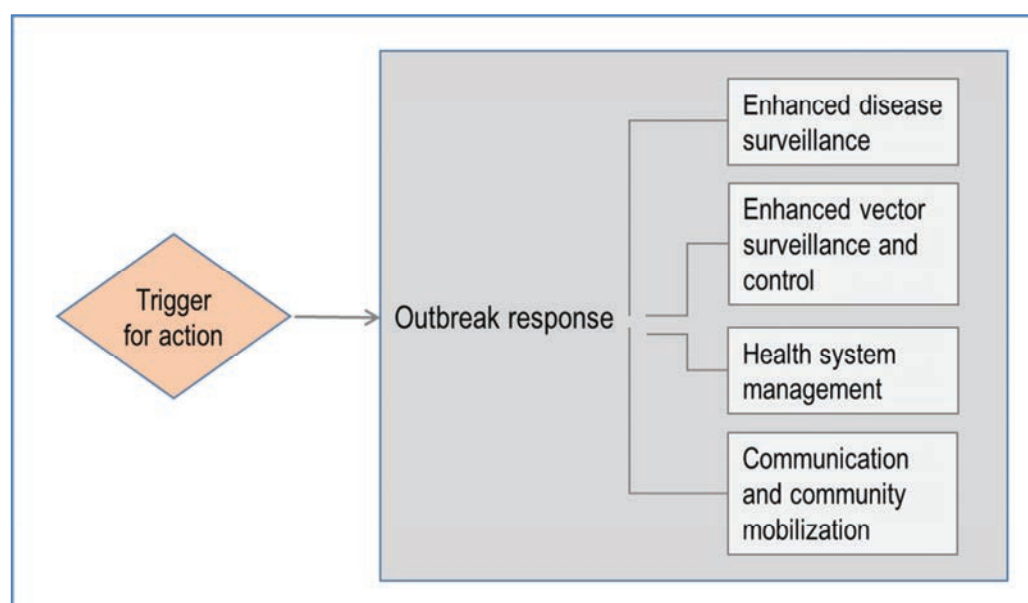 Trigger
for action
Outbreak response
Enhanced disease
surveillance
Enhanced vector
surveillance and
control
Health system
management
Communication
and community
mobilization